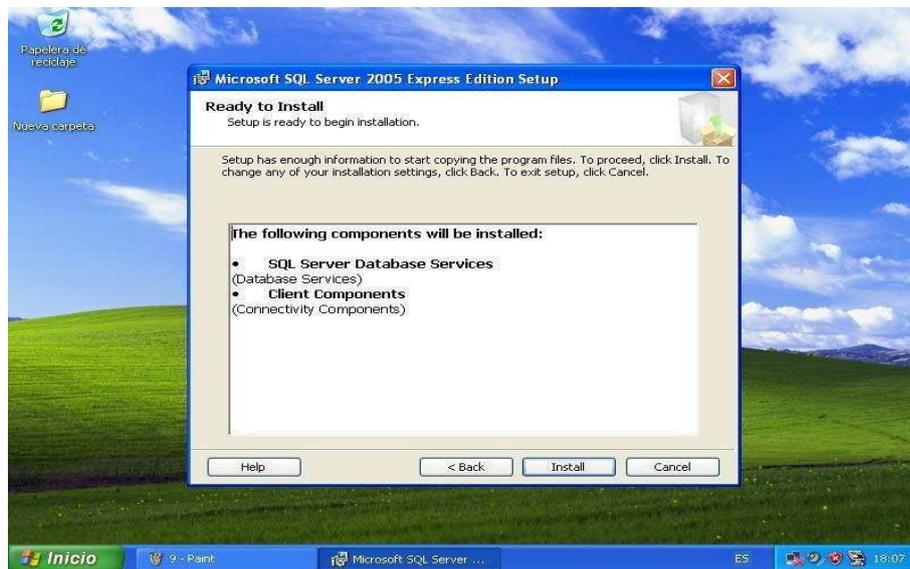 Papelera de
reciclaje
Nueva carpeta
Microsoft SQL Server 2005 Express Edition Setup
Ready to Install
Setup is ready to begin installation.
Setup has enough information to start copying the program files. To proceed, click Install. To
change any of your installation settings, click Back. To exit setup, click Cancel.
The following components will be installed:
• SQL Server Database Services
(Database Services)
• Client Components
(Connectivity Components)
Help
< Back
Install
Cancel
Inicio
9 - Paint
Microsoft SQL Server ...
ES
18:07